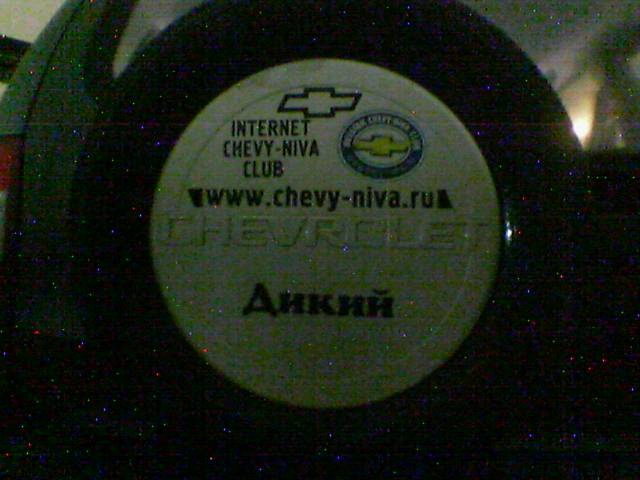 INTERNET
CHEVY-NIVA
CLUB
www.chevy-niva.ru
CHEVROLET
Дикий